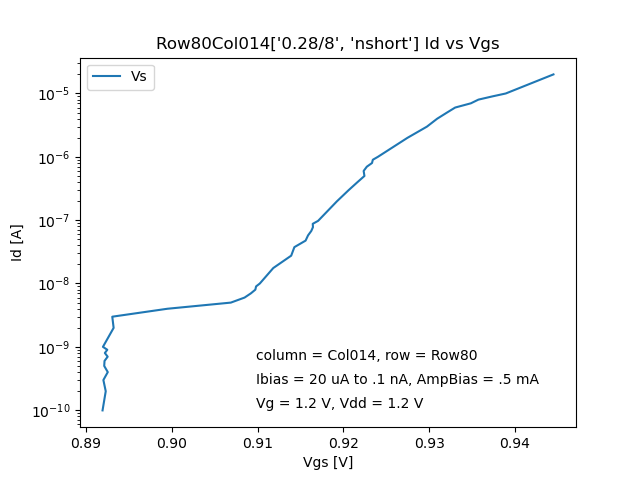 Row80Col014['0.28/8', 'nshort'] Id vs Vgs
Vs
Id [A]
10⁻⁵
10⁻⁶
10⁻⁷
10⁻⁸
10⁻⁹
10⁻¹⁰
column = Col014, row = Row80
Ibias = 20 uA to .1 nA, AmpBias = .5 mA
Vg = 1.2 V, Vdd = 1.2 V
0.89 0.90 0.91 0.92 0.93 0.94
Vgs [V]